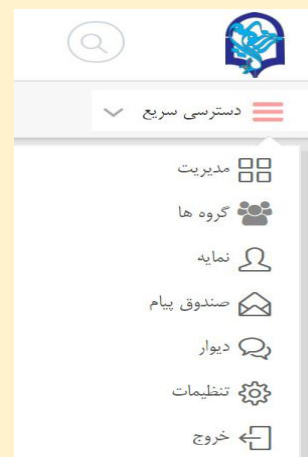 دسترسی سریع
مدیریت
گروه ها
نمایه
صندوق پیام
دیوار
تنظیمات
خروج